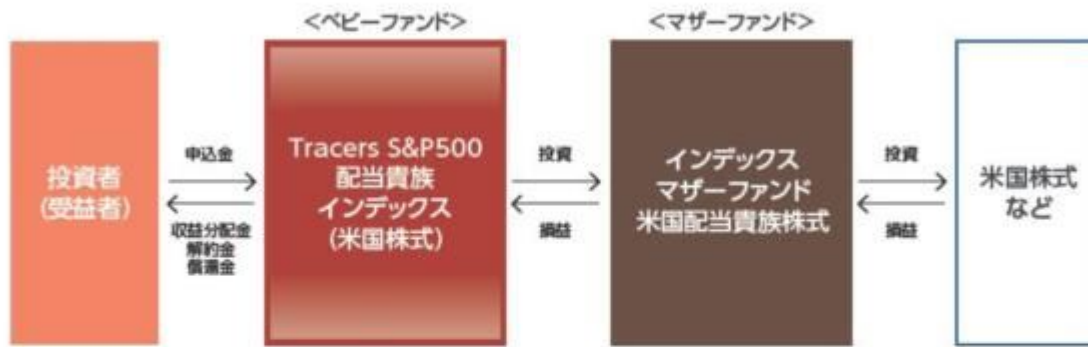 <ベビーファンド>
<マザーファンド>
投資者
(受益者)
申込金
収益分配金
解約金
償還金
Tracers S&P500
配当貴族
インデックス
(米国株式)
投資
損益
インデックス
マザーファンド
米国配当貴族株式
投資
損益
米国株式
など